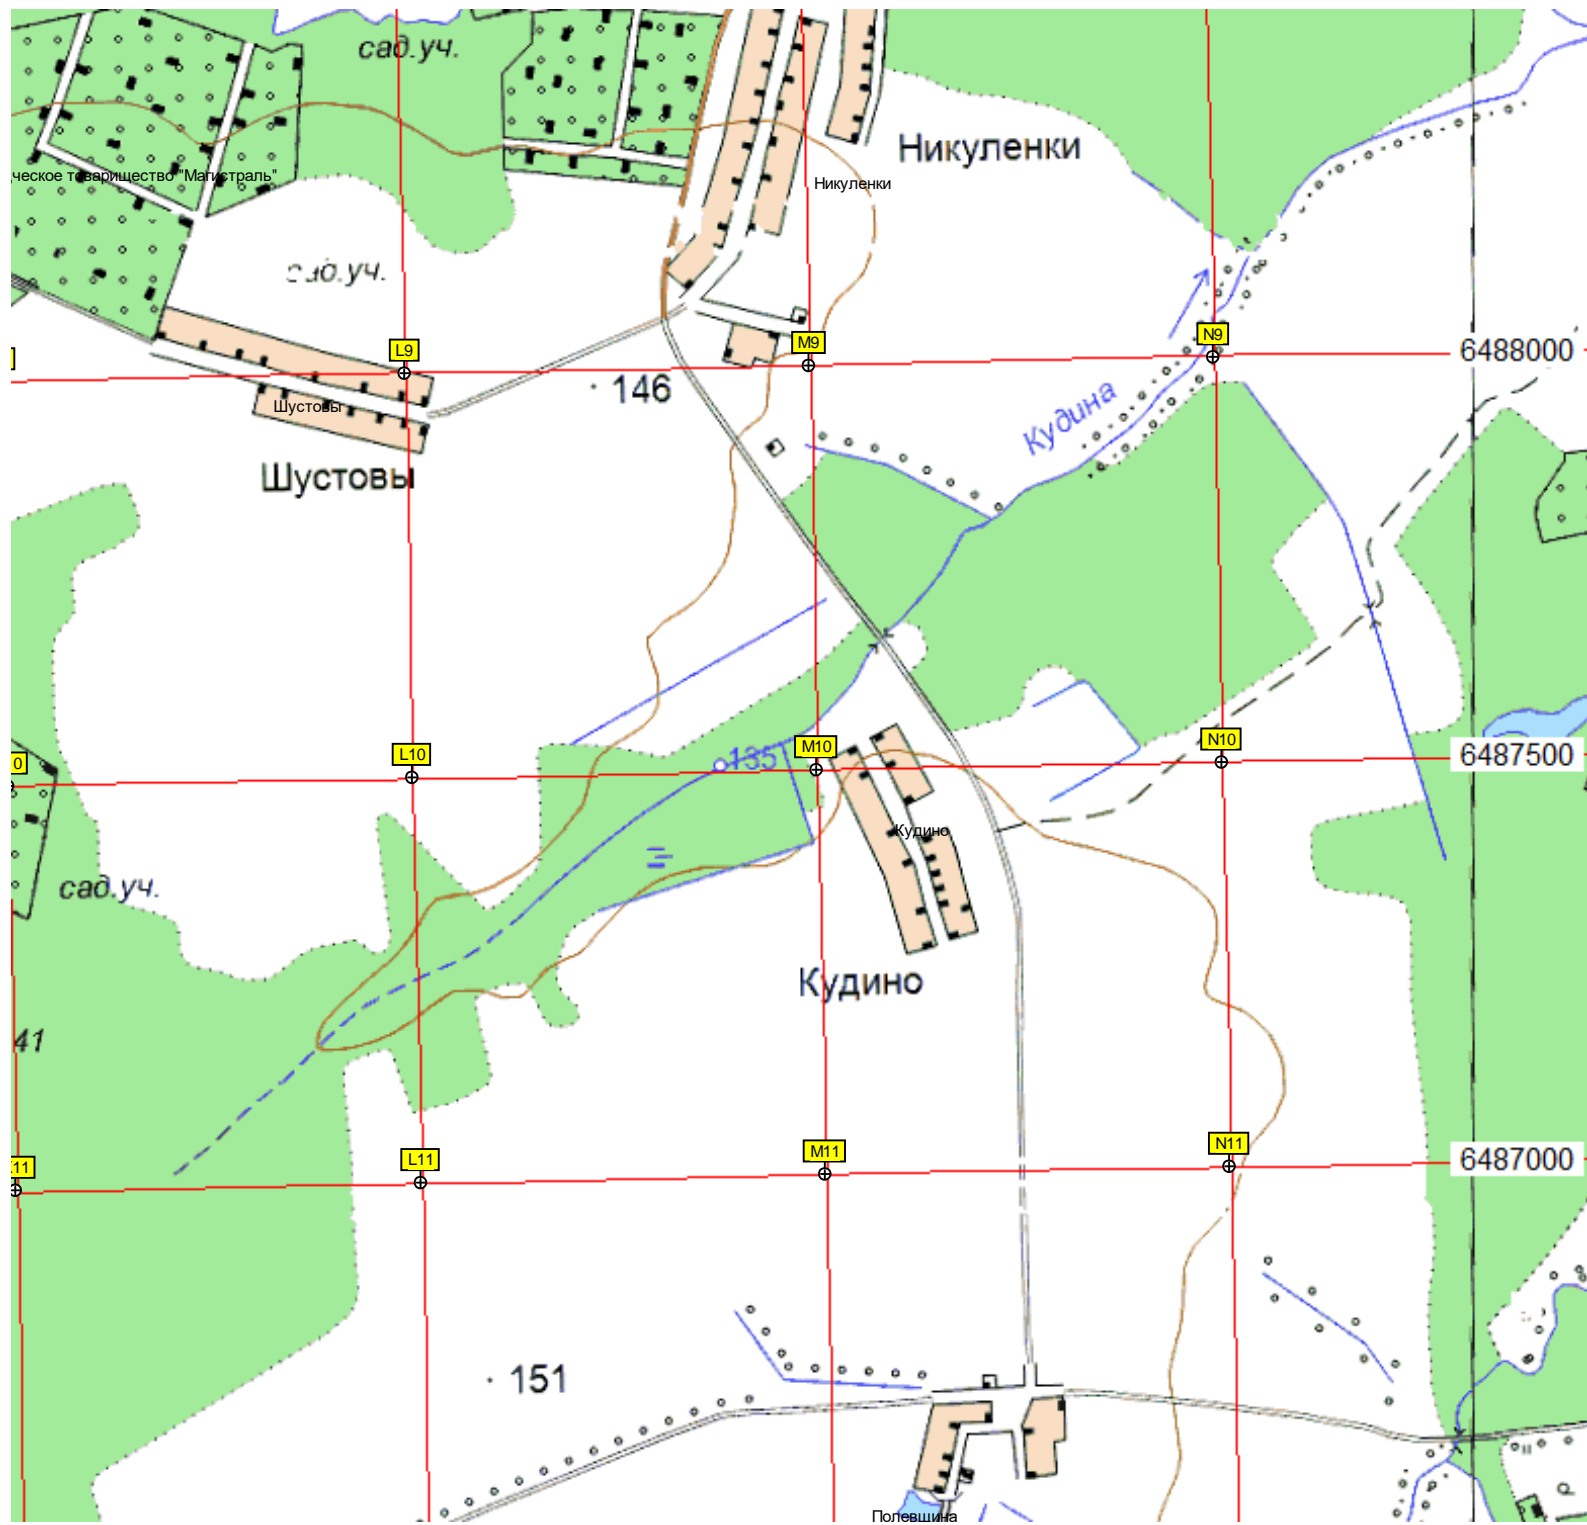 сад.уч.
Никуленки
ческое товарищество "Магистраль"
Никуленки
сад.уч.
N9
M9
L9
6488000
146
Кудина
Шустовы
Шустовы
N10
M10
L10
6487500
135
0
Кудино
сад.уч.
Кудино
41
N11
M11
L11
11
6487000
151
Полевщина